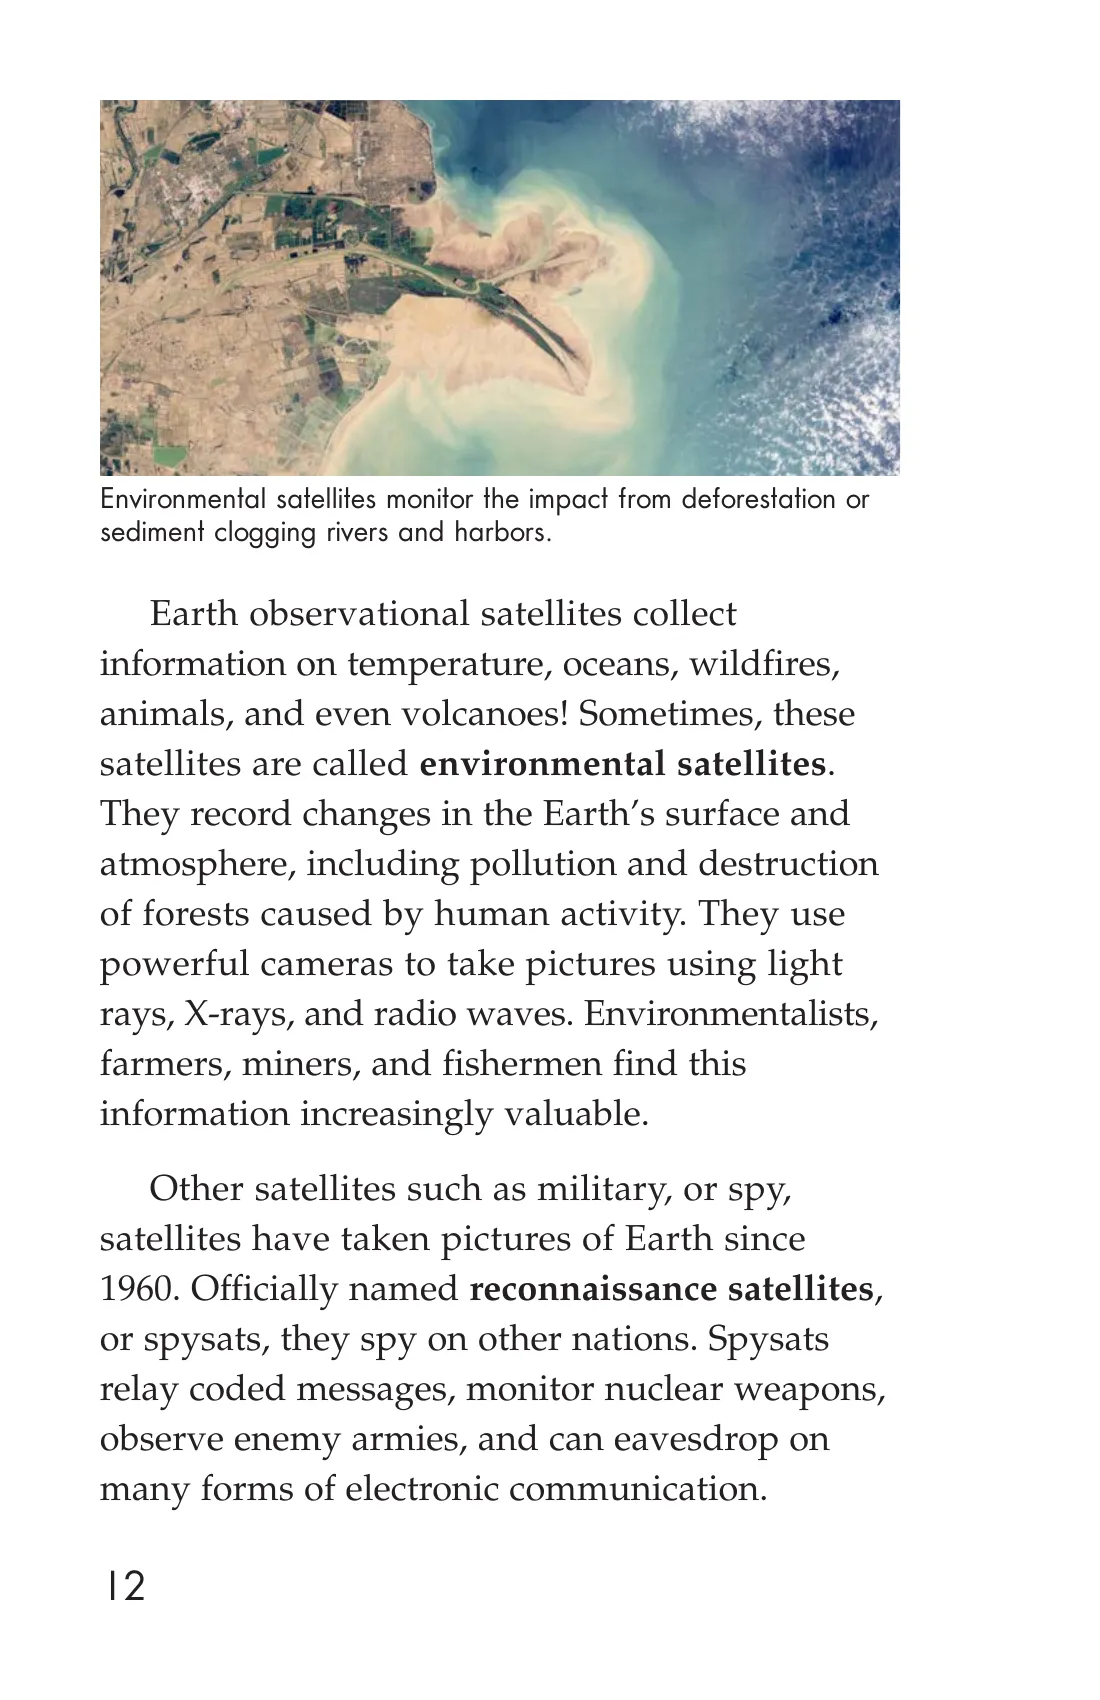 Environmental satellites monitor the impact from deforestation or
sediment clogging rivers and harbors.
Earth observational satellites collect
information on temperature, oceans, wildfires,
animals, and even volcanoes! Sometimes, these
satellites are called environmental satellites.
They record changes in the Earth’s surface and
atmosphere, including pollution and destruction
of forests caused by human activity. They use
powerful cameras to take pictures using light
rays, X-rays, and radio waves. Environmentalists,
farmers, miners, and fishermen find this
information increasingly valuable.
Other satellites such as military, or spy,
satellites have taken pictures of Earth since
1960. Officially named reconnaissance satellites,
or spysats, they spy on other nations. Spysats
relay coded messages, monitor nuclear weapons,
observe enemy armies, and can eavesdrop on
many forms of electronic communication.
12